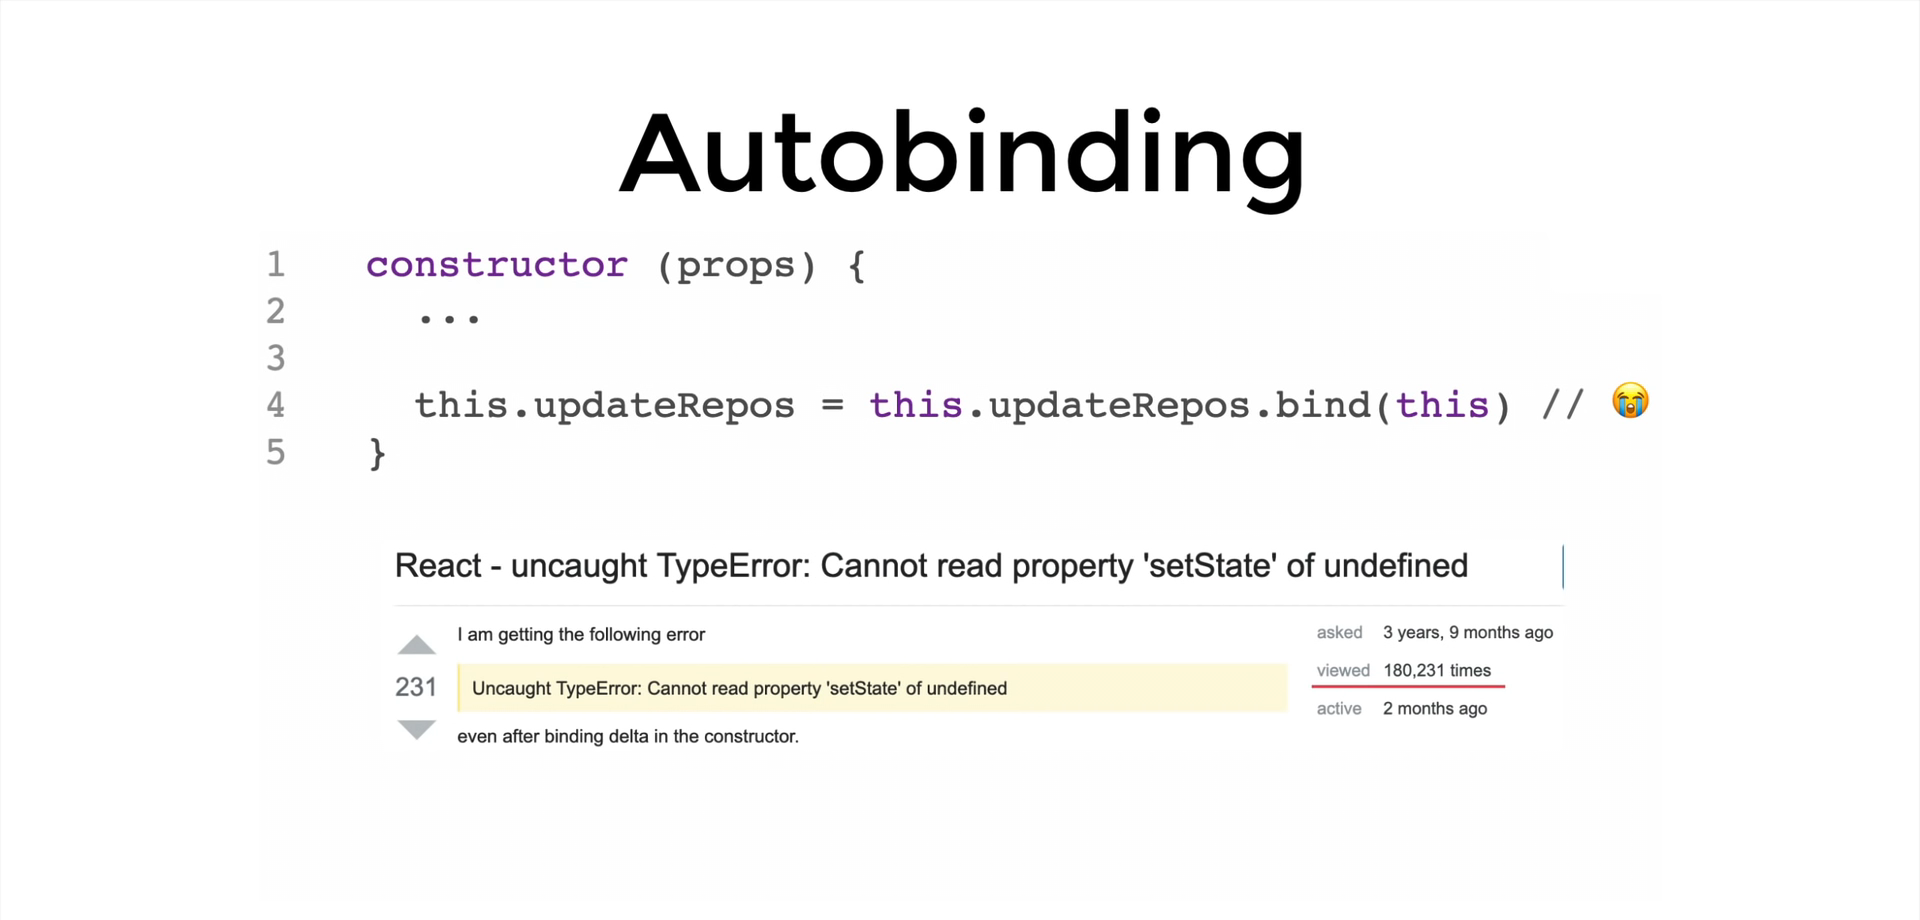 Autobinding
1 constructor (props) {
2 ...
3
4 this.updateRepos = this.updateRepos.bind(this) // 😭
5 }
React - uncaught TypeError: Cannot read property 'setState' of undefined
I am getting the following error
231
Uncaught TypeError: Cannot read property 'setState' of undefined
even after binding delta in the constructor.
asked 3 years, 9 months ago
viewed 180,231 times
active 2 months ago